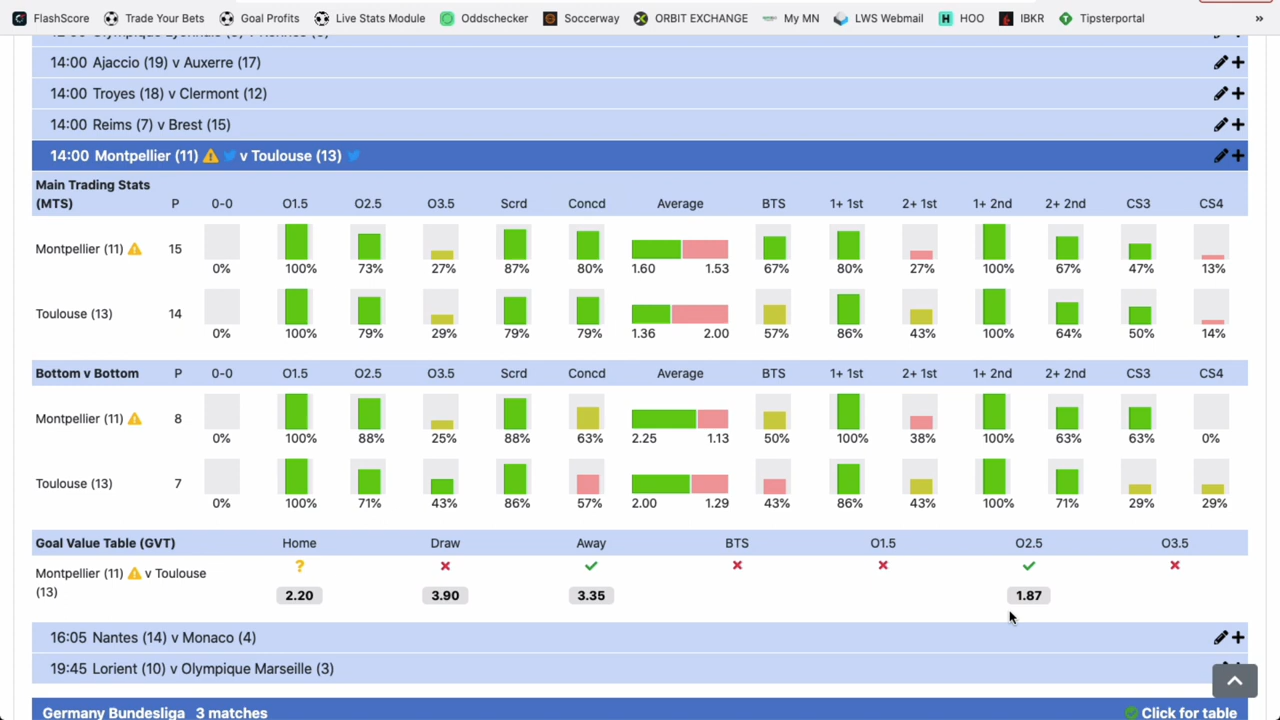 FlashScore Trade Your Bets Goal Profits Live Stats Module Oddschecker Soccerway ORBIT EXCHANGE My MN LWS Webmail HOO IBKR Tipsterportal »
14:00 Ajaccio (19) v Auxerre (17)
14:00 Troyes (18) v Clermont (12)
14:00 Reims (7) v Brest (15)
14:00 Montpellier (11) v Toulouse (13)
Main Trading Stats
(MTS) P 0-0 O1.5 O2.5 O3.5 Scrd Concd Average BTS 1+ 1st 2+ 1st 1+ 2nd 2+ 2nd CS3 CS4
Montpellier (11) 15
0% 100% 73% 27% 87% 80% 1.60 1.53 67% 80% 27% 100% 67% 47% 13%
Toulouse (13) 14
0% 100% 79% 29% 79% 79% 1.36 2.00 57% 86% 43% 100% 64% 50% 14%
Bottom v Bottom P 0-0 O1.5 O2.5 O3.5 Scrd Concd Average BTS 1+ 1st 2+ 1st 1+ 2nd 2+ 2nd CS3 CS4
Montpellier (11) 8
0% 100% 88% 25% 88% 63% 2.25 1.13 50% 100% 38% 100% 63% 63% 0%
Toulouse (13) 7
0% 100% 71% 43% 86% 57% 2.00 1.29 43% 86% 43% 100% 71% 29% 29%
Goal Value Table (GVT) Home Draw Away BTS O1.5 O2.5 O3.5
Montpellier (11) v Toulouse
(13)
2.20 3.90 3.35 1.87
16:05 Nantes (14) v Monaco (4)
19:45 Lorient (10) v Olympique Marseille (3)
Germany Bundesliga 3 matches Click for table